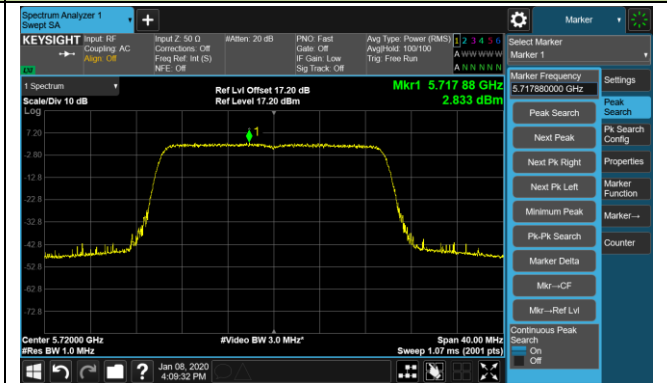 Spectrum Analyzer 1
Swept SA
+
Marker
KEYSIGHT
Input: RF
Coupling: AC
Align: Off
Input Z: 50 Ω
Corrections: Off
Freq Ref: Int (S)
NFE: Off
#Atten: 20 dB
PNO: Fast
Gate: Off
IF Gain: Low
Sig Track: Off
Avg Type: Power (RMS)
Avg|Hold: 100/100
Trig: Free Run
1 2 3 4 5 6
A W W W W W
A N N N N N
Select Marker
Marker 1
1 Spectrum
Scale/Div 10 dB
Log
Ref Lvl Offset 17.20 dB
Ref Level 17.20 dBm
Mkr1 5.717 88 GHz
2.833 dBm
1
7.20
-2.80
-12.8
-22.8
-32.8
-42.8
-52.8
-62.8
-72.8
Marker Frequency
5.717880000 GHz
Peak Search
Next Peak
Next Pk Right
Next Pk Left
Minimum Peak
Pk-Pk Search
Marker Delta
Mkr→CF
Mkr→Ref Lvl
Continuous Peak
Search
On
Off
Settings
Peak
Search
Pk Search
Config
Properties
Marker
Function
Marker→
Counter
Center 5.72000 GHz
#Res BW 1.0 MHz
#Video BW 3.0 MHz*
Span 40.00 MHz
Sweep 1.07 ms (2001 pts)
?
Jan 08, 2020
4:09:32 PM